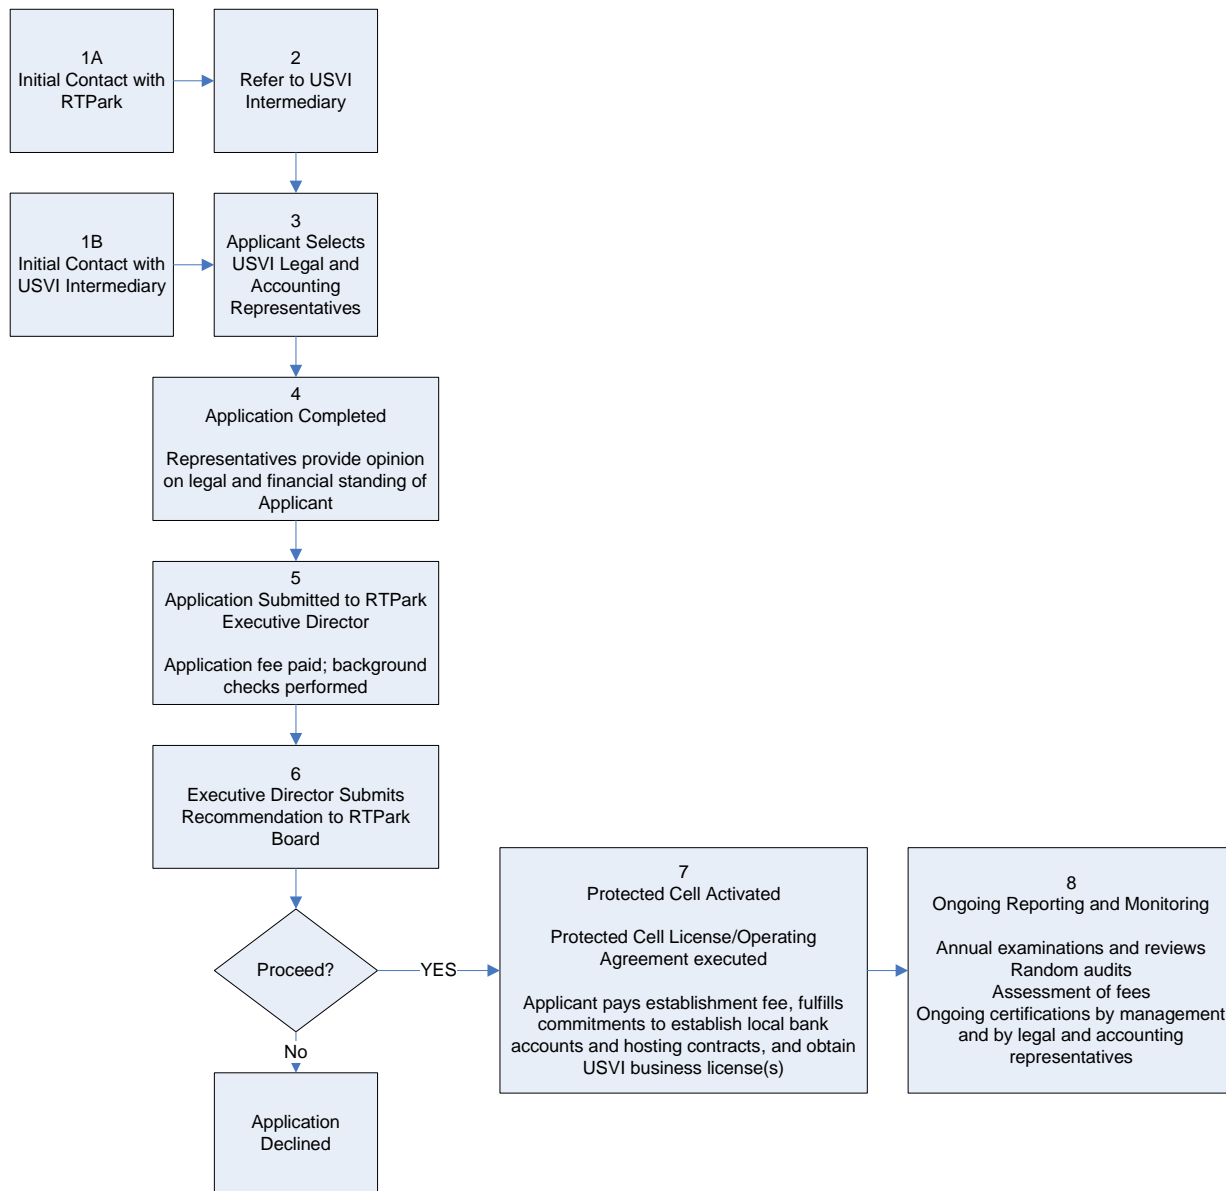 1A
Initial Contact with
RTPark
2
Refer to USVI
Intermediary
1B
Initial Contact with
USVI Intermediary
3
Applicant Selects
USVI Legal and
Accounting
Representatives
4
Application Completed
Representatives provide opinion
on legal and financial standing of
Applicant
5
Application Submitted to RTPark
Executive Director
Application fee paid; background
checks performed
6
Executive Director Submits
Recommendation to RTPark
Board
Proceed?
YES
No
Application
Declined
7
Protected Cell Activated
Protected Cell License/Operating
Agreement executed
Applicant pays establishment fee, fulfills
commitments to establish local bank
accounts and hosting contracts, and obtain
USVI business license(s)
8
Ongoing Reporting and Monitoring
Annual examinations and reviews
Random audits
Assessment of fees
Ongoing certifications by management
and by legal and accounting
representatives